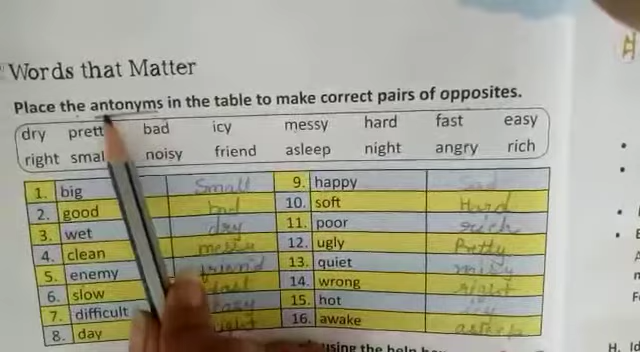 Words that Matter
Place the antonyms in the table to make correct pairs of opposites.
dry prett bad icy messy hard fast easy
right smal noisy friend asleep night angry rich
1. big Small 9. happy Sad
2. good bad 10. soft Hard
3. wet dry 11. poor rich
4. clean messy 12. ugly Pretty
5. enemy friend 13. quiet
6. slow fast 14. wrong right
7. difficult easy 15. hot icy
8. day night 16. awake asleep
using the help
H. Id